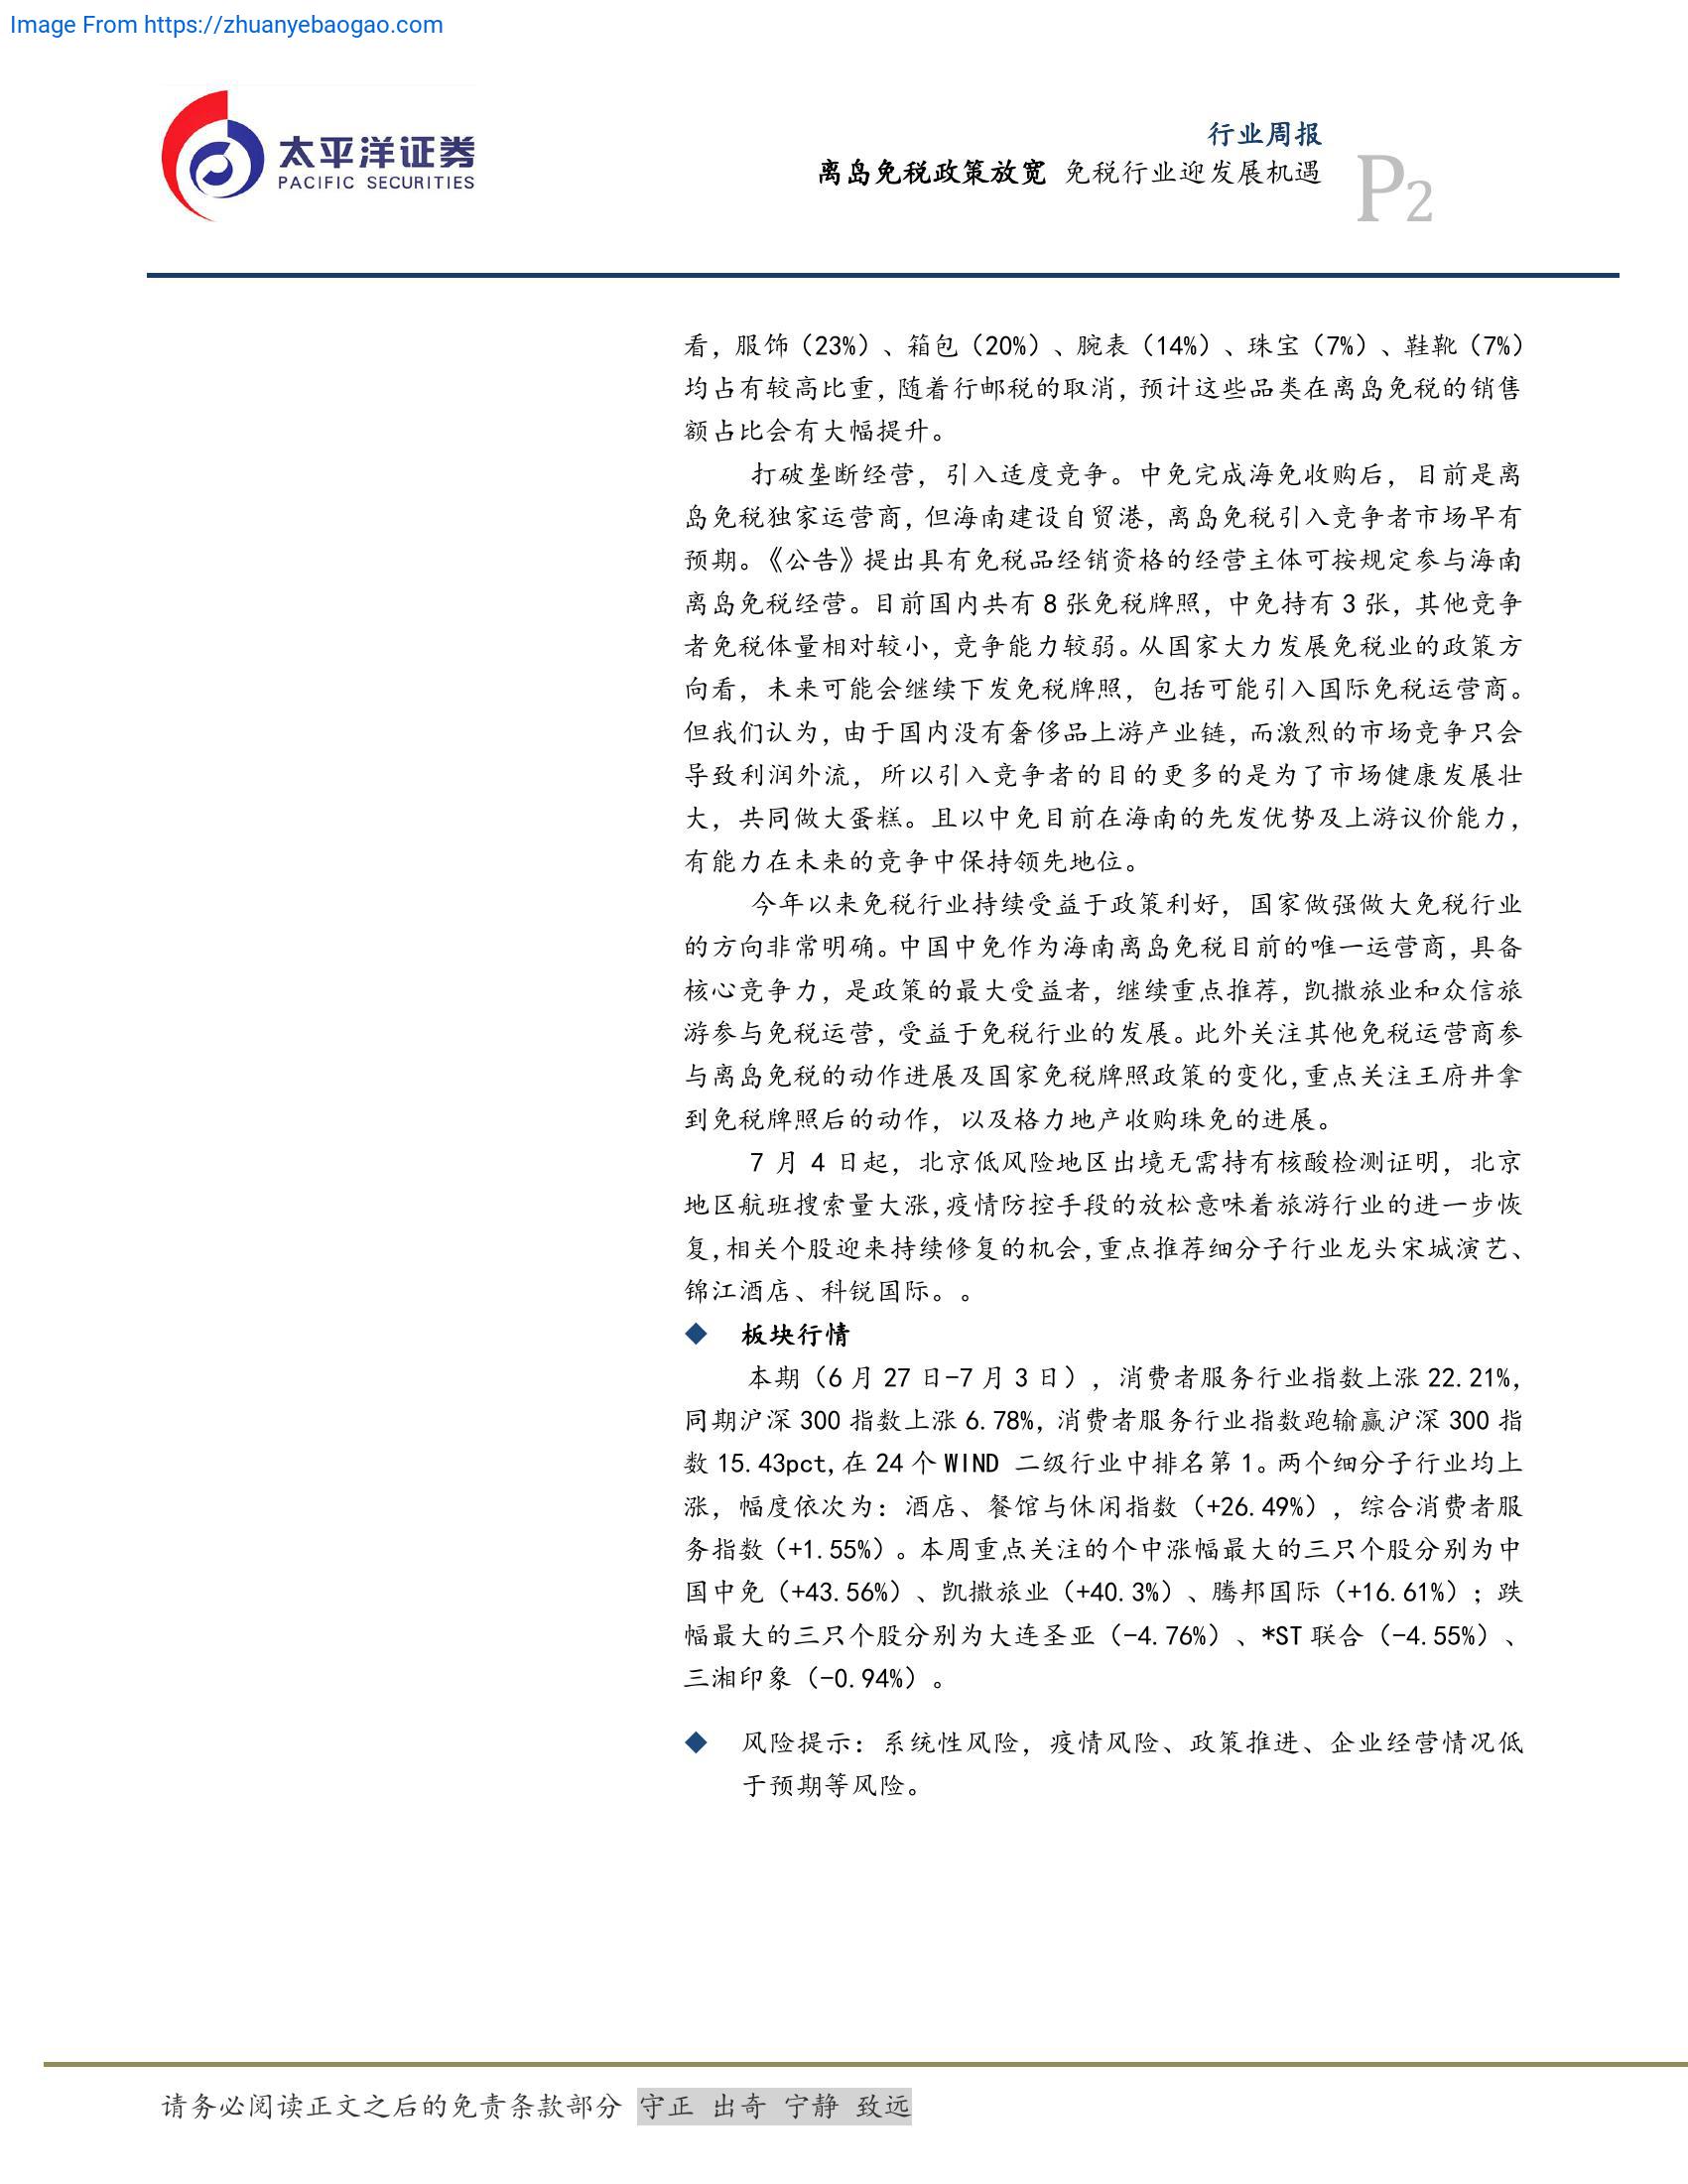 Image From https://zhuanyebaogao.com
太平洋证券
PACIFIC SECURITIES
行业周报
离岛免税政策放宽 免税行业迎发展机遇
P2
看，服饰（23%）、箱包（20%）、腕表（14%）、珠宝（7%）、鞋靴（7%）
均占有较高比重，随着行邮税的取消，预计这些品类在离岛免税的销售
额占比会有大幅提升。
打破垄断经营，引入适度竞争。中免完成海免收购后，目前是离
岛免税独家运营商，但海南建设自贸港，离岛免税引入竞争者市场早有
预期。《公告》提出具有免税品经销资格的经营主体可按规定参与海南
离岛免税经营。目前国内共有 8 张免税牌照，中免持有 3 张，其他竞争
者免税体量相对较小，竞争能力较弱。从国家大力发展免税业的政策方
向看，未来可能会继续下发免税牌照，包括可能引入国际免税运营商。
但我们认为，由于国内没有奢侈品上游产业链，而激烈的市场竞争只会
导致利润外流，所以引入竞争者的目的更多的是为了市场健康发展壮
大，共同做大蛋糕。且以中免目前在海南的先发优势及上游议价能力，
有能力在未来的竞争中保持领先地位。
今年以来免税行业持续受益于政策利好，国家做强做大免税行业
的方向非常明确。中国中免作为海南离岛免税目前的唯一运营商，具备
核心竞争力，是政策的最大受益者，继续重点推荐，凯撒旅业和众信旅
游参与免税运营，受益于免税行业的发展。此外关注其他免税运营商参
与离岛免税的动作进展及国家免税牌照政策的变化，重点关注王府井拿
到免税牌照后的动作，以及格力地产收购珠免的进展。
7 月 4 日起，北京低风险地区出境无需持有核酸检测证明，北京
地区航班搜索量大涨，疫情防控手段的放松意味着旅游行业的进一步恢
复，相关个股迎来持续修复的机会，重点推荐细分子行业龙头宋城演艺、
锦江酒店、科锐国际。。
◆ 板块行情
本期（6 月 27 日-7 月 3 日），消费者服务行业指数上涨 22.21%，
同期沪深 300 指数上涨 6.78%，消费者服务行业指数跑输赢沪深 300 指
数 15.43pct，在 24 个 WIND 二级行业中排名第 1。两个细分子行业均上
涨，幅度依次为：酒店、餐馆与休闲指数（+26.49%），综合消费者服
务指数（+1.55%）。本周重点关注的个中涨幅最大的三只个股分别为中
国中免（+43.56%）、凯撒旅业（+40.3%）、腾邦国际（+16.61%）；跌
幅最大的三只个股分别为大连圣亚（-4.76%）、*ST 联合（-4.55%）、
三湘印象（-0.94%）。
◆ 风险提示：系统性风险，疫情风险、政策推进、企业经营情况低
于预期等风险。
请务必阅读正文之后的免责条款部分 守正 出奇 宁静 致远